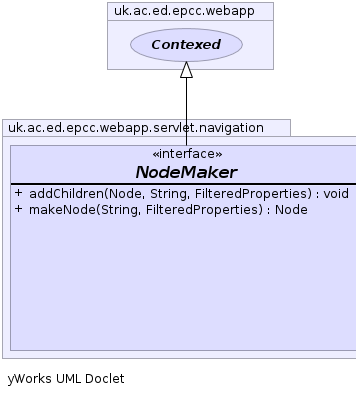 uk.ac.ed.epcc.webapp
Contexed
uk.ac.ed.epcc.webapp.servlet.navigation
«interface»
NodeMaker
+ addChildren(Node, String, FilteredProperties) : void
+ makeNode(String, FilteredProperties) : Node
yWorks UML Doclet